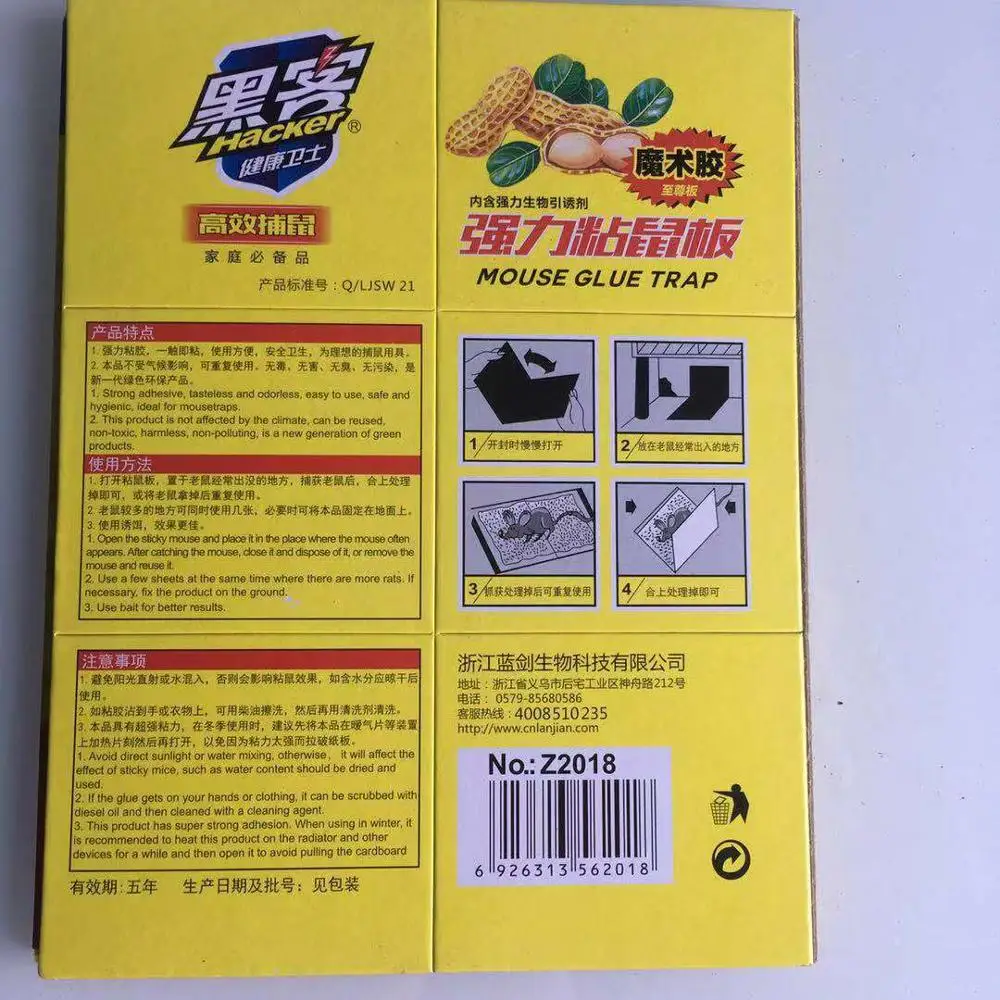 黑客
Hacker®
健康卫士
高效捕鼠
家庭必备品
产品标准号：Q/LJSW 21
魔术胶
至尊板
内含强力生物引诱剂
强力粘鼠板
MOUSE GLUE TRAP
产品特点
1. 强力粘胶，一触即粘，使用方便，安全卫生，为理想的捕鼠用具。
2. 本品不受气候影响，可重复使用。无毒、无害、无臭、无污染，是
新一代绿色环保产品。
1. Strong adhesive, tasteless and odorless, easy to use, safe and
hygienic, ideal for mousetraps.
2. This product is not affected by the climate, can be reused,
non-toxic, harmless, non-polluting, is a new generation of green
products.
使用方法
1. 打开粘鼠板，置于老鼠经常出没的地方，捕获老鼠后，合上处理
掉即可，或将老鼠拿掉后重复使用。
2. 老鼠较多的地方可同时使用几张，必要时可将本品固定在地面上。
3. 使用诱饵，效果更佳。
1. Open the sticky mouse and place it in the place where the mouse often
appears. After catching the mouse, close it and dispose of it, or remove the
mouse and reuse it.
2. Use a few sheets at the same time where there are more rats. If
necessary, fix the product on the ground.
3. Use bait for better results.
1 开封时慢慢打开
2 放在老鼠经常出入的地方
3 抓获处理掉后可重复使用
4 合上处理掉即可
注意事项
1. 避免阳光直射或水混入，否则会影响粘鼠效果，如含水分应晾干后
使用。
2. 如粘胶沾到手或衣物上，可用柴油擦洗，然后再用清洗剂清洗。
3. 本品具有超强粘力，在冬季使用时，建议先将本品在暖气片等装置
上加热片刻然后再打开，以免因为粘力太强而拉破纸板。
1. Avoid direct sunlight or water mixing, otherwise, it will affect the
effect of sticky mice, such as water content should be dried and
used.
2. If the glue gets on your hands or clothing, it can be scrubbed with
diesel oil and then cleaned with a cleaning agent.
3. This product has super strong adhesion. When using in winter, it
is recommended to heat this product on the radiator and other
devices for a while and then open it to avoid pulling the cardboard
有效期：五年 生产日期及批号：见包装
浙江蓝剑生物科技有限公司
地址：浙江省义乌市后宅工业区神舟路212号
电话：0579-85680586
客服热线：4008510235
http://www.cnlanjian.com
No.: Z2018
6 926313 562018